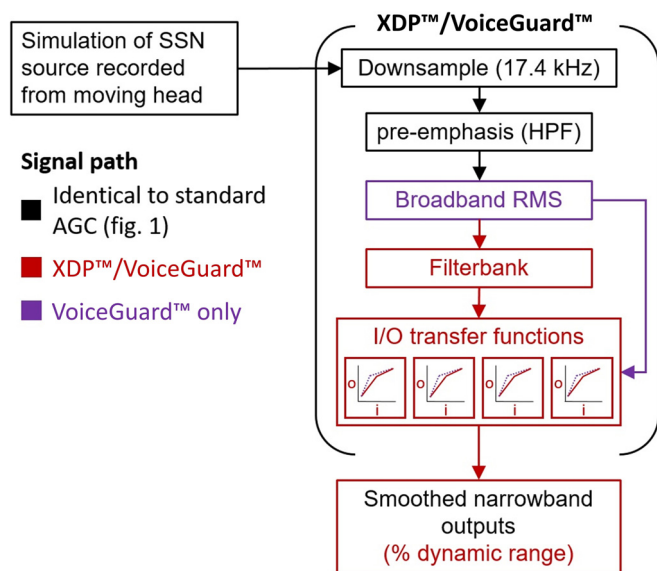 XDP™/VoiceGuard™
Simulation of SSN
source recorded
from moving head
Downsample (17.4 kHz)
pre-emphasis (HPF)
Signal path
Identical to standard
AGC (fig. 1)
XDP™/VoiceGuard™
VoiceGuard™ only
Broadband RMS
Filterbank
I/O transfer functions
o
i
o
i
o
i
o
i
Smoothed narrowband
outputs
(% dynamic range)